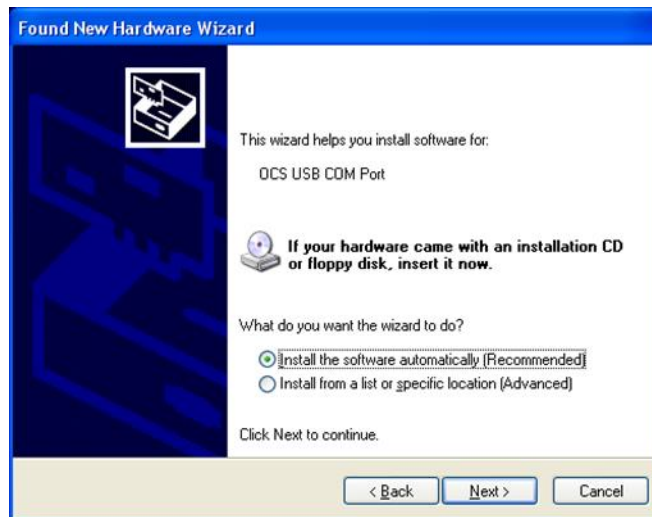 Found New Hardware Wizard
This wizard helps you install software for:
OCS USB COM Port
If your hardware came with an installation CD
or floppy disk, insert it now.
What do you want the wizard to do?
Install the software automatically (Recommended)
Install from a list or specific location (Advanced)
Click Next to continue.
< Back Next > Cancel